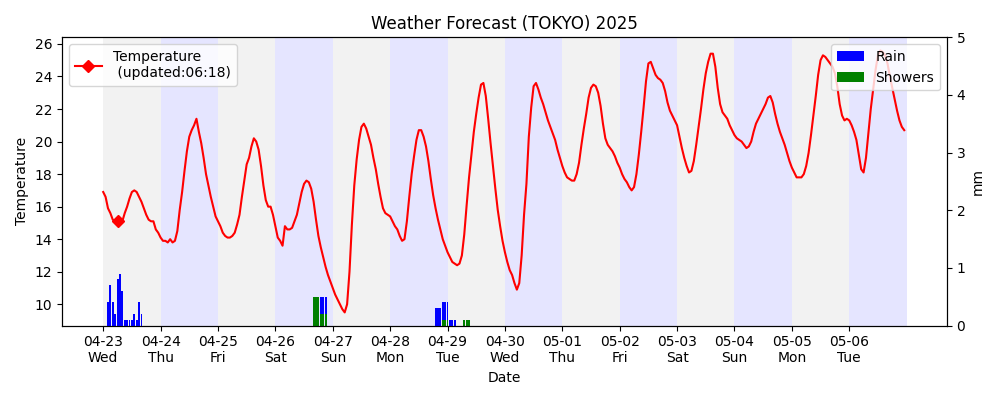 Weather Forecast (TOKYO) 2025
Temperature
(updated:06:18)
Rain
Showers
Temperature
26
24
22
20
18
16
14
12
10
5
4
3
2
1
0
mm
04-23 04-24 04-25 04-26 04-27 04-28 04-29 04-30 05-01 05-02 05-03 05-04 05-05 05-06
Wed Thu Fri Sat Sun Mon Tue Wed Thu Fri Sat Sun Mon Tue
Date